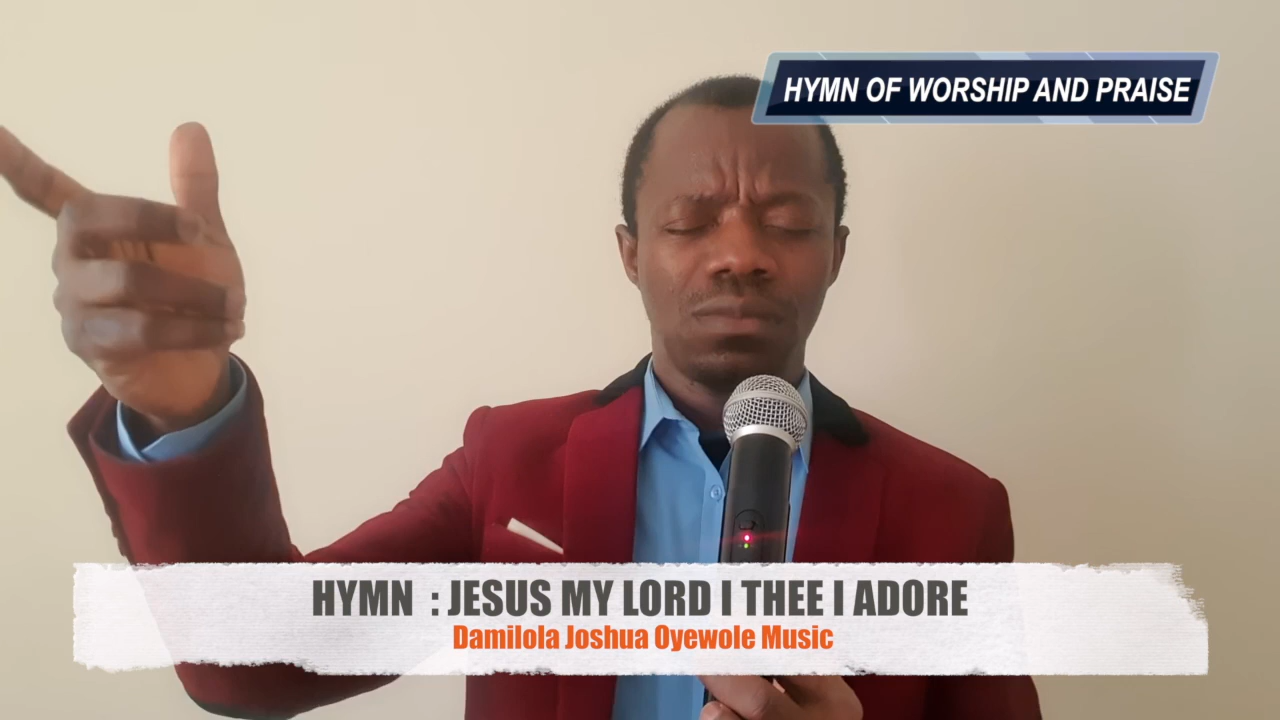 HYMN OF WORSHIP AND PRAISE
HYMN : JESUS MY LORD I THEE I ADORE
Damilola Joshua Oyewole Music